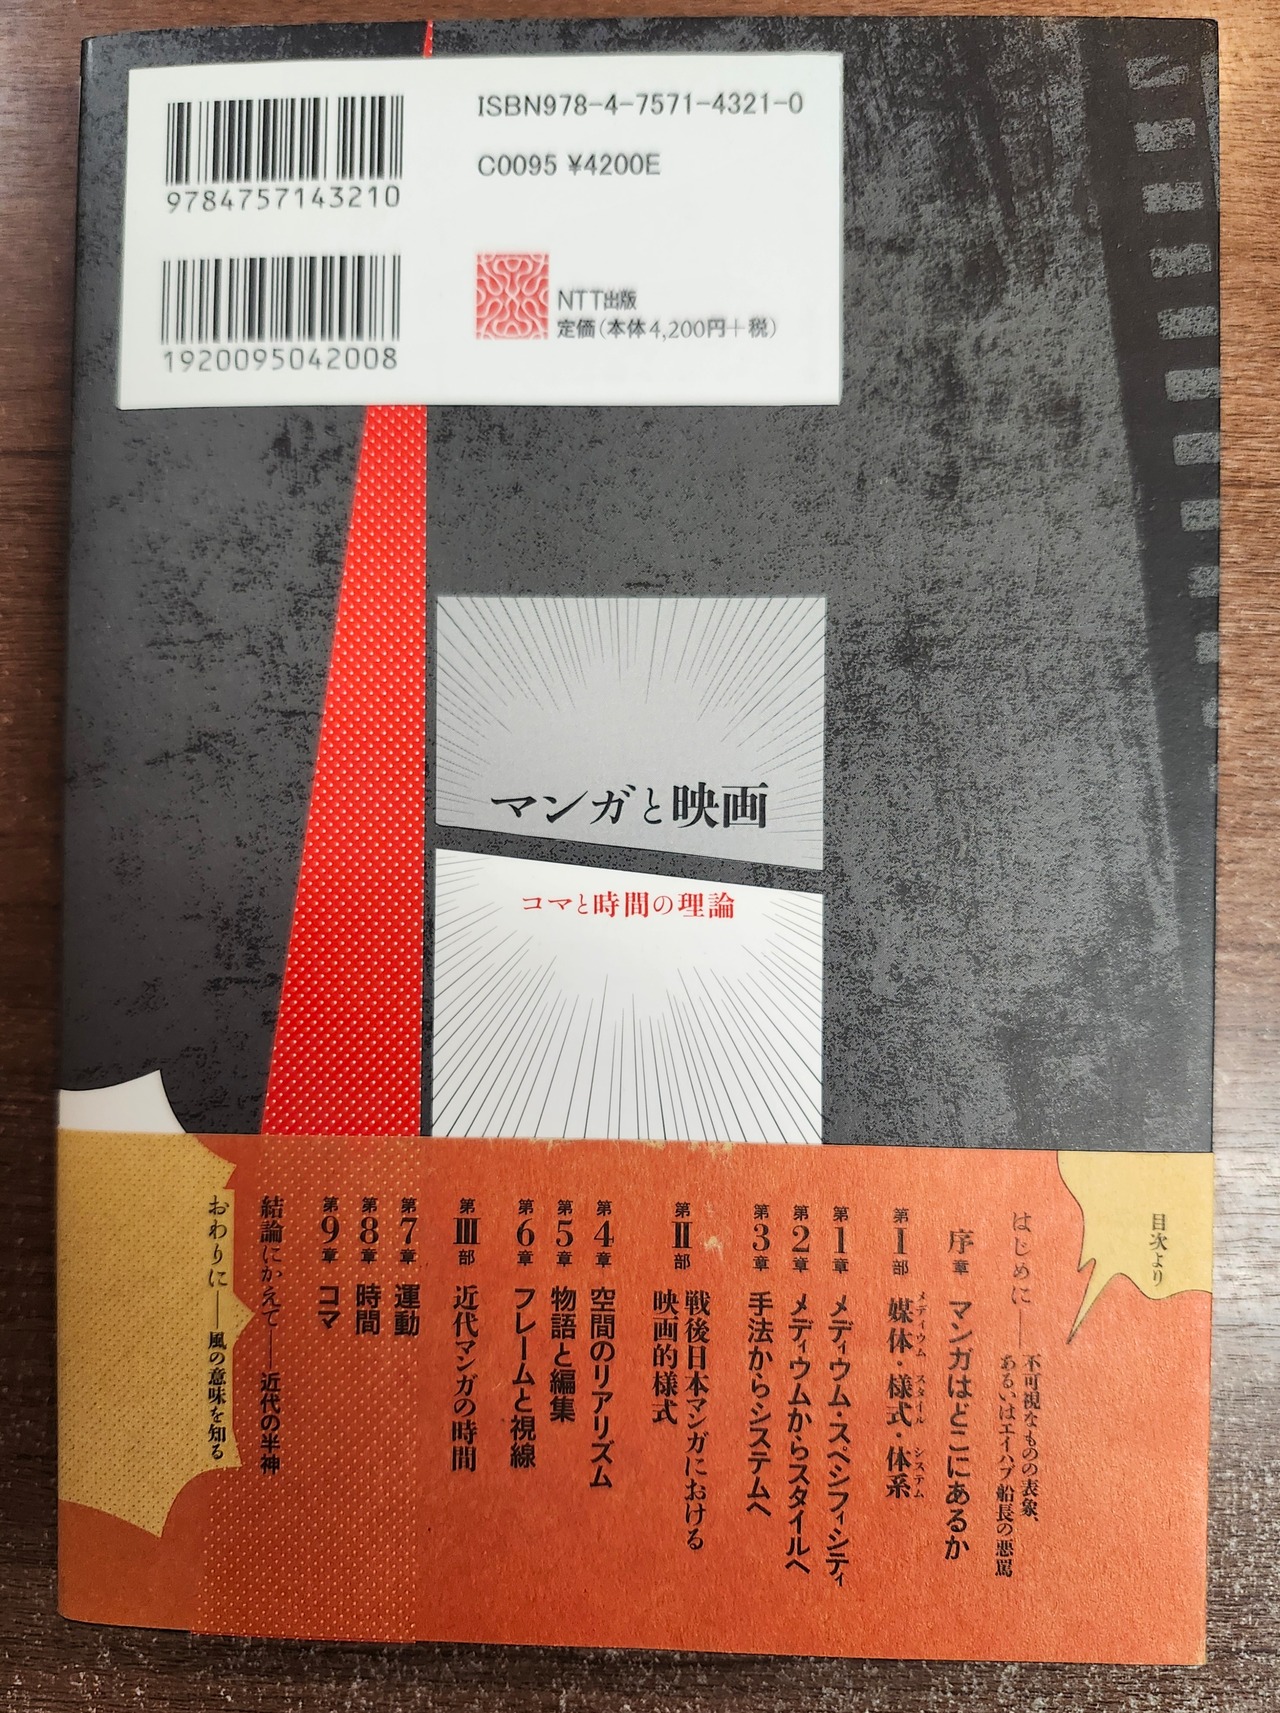 ISBN978-4-7571-4321-0
C0095 ¥4200E
9784757143210
1920095042008
NTT出版
定価(本体4,200円+税)
マンガと映画
コマと時間の理論
目次より
はじめに——不可視なものの表象、
あるいはエイハブ船長の悪罵
序章 マンガはどこにあるか
第Ⅰ部 媒体・様式・体系
メディウム スタイル システム
第1章 メディウム・スペシフィシティ
第2章 メディウムからスタイルへ
第3章 手法からシステムへ
第Ⅱ部 戦後日本マンガにおける
映画的様式
第4章 空間のリアリズム
第5章 物語と編集
第6章 フレームと視線
第Ⅲ部 近代マンガの時間
第7章 運動
第8章 時間
第9章 コマ
結論にかえて——近代の半神
おわりに——風の意味を知る